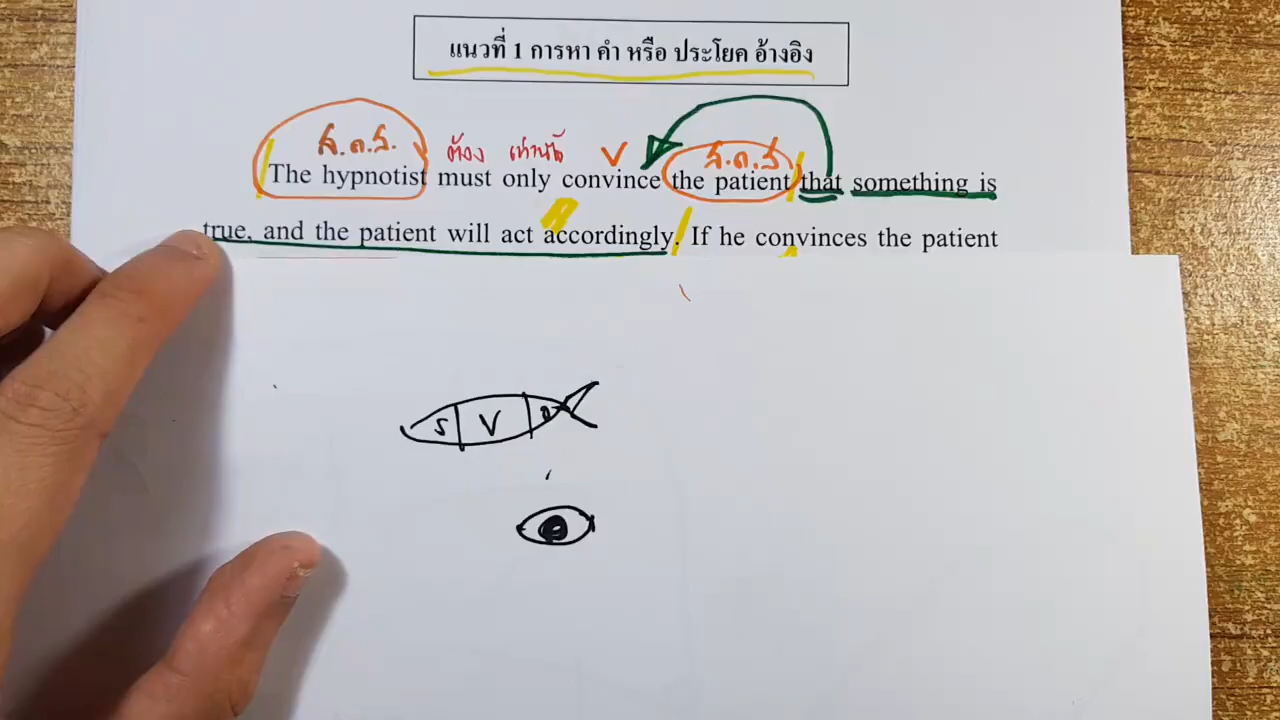 แนวที่ 1 การหา คำ หรือ ประโยค อ้างอิง
ส.ค.ส. ต้อง เท่านั้น V ส.ค.ส.
The hypnotist must only convince the patient that something is
true, and the patient will act accordingly. If he convinces the patient
S V